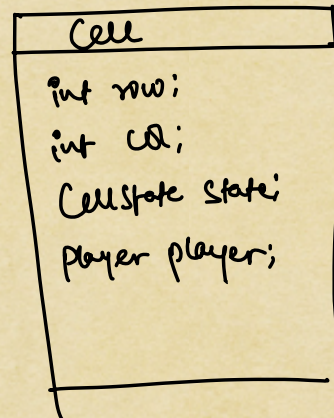 Cell
int row;
int col;
CellState state;
player player;